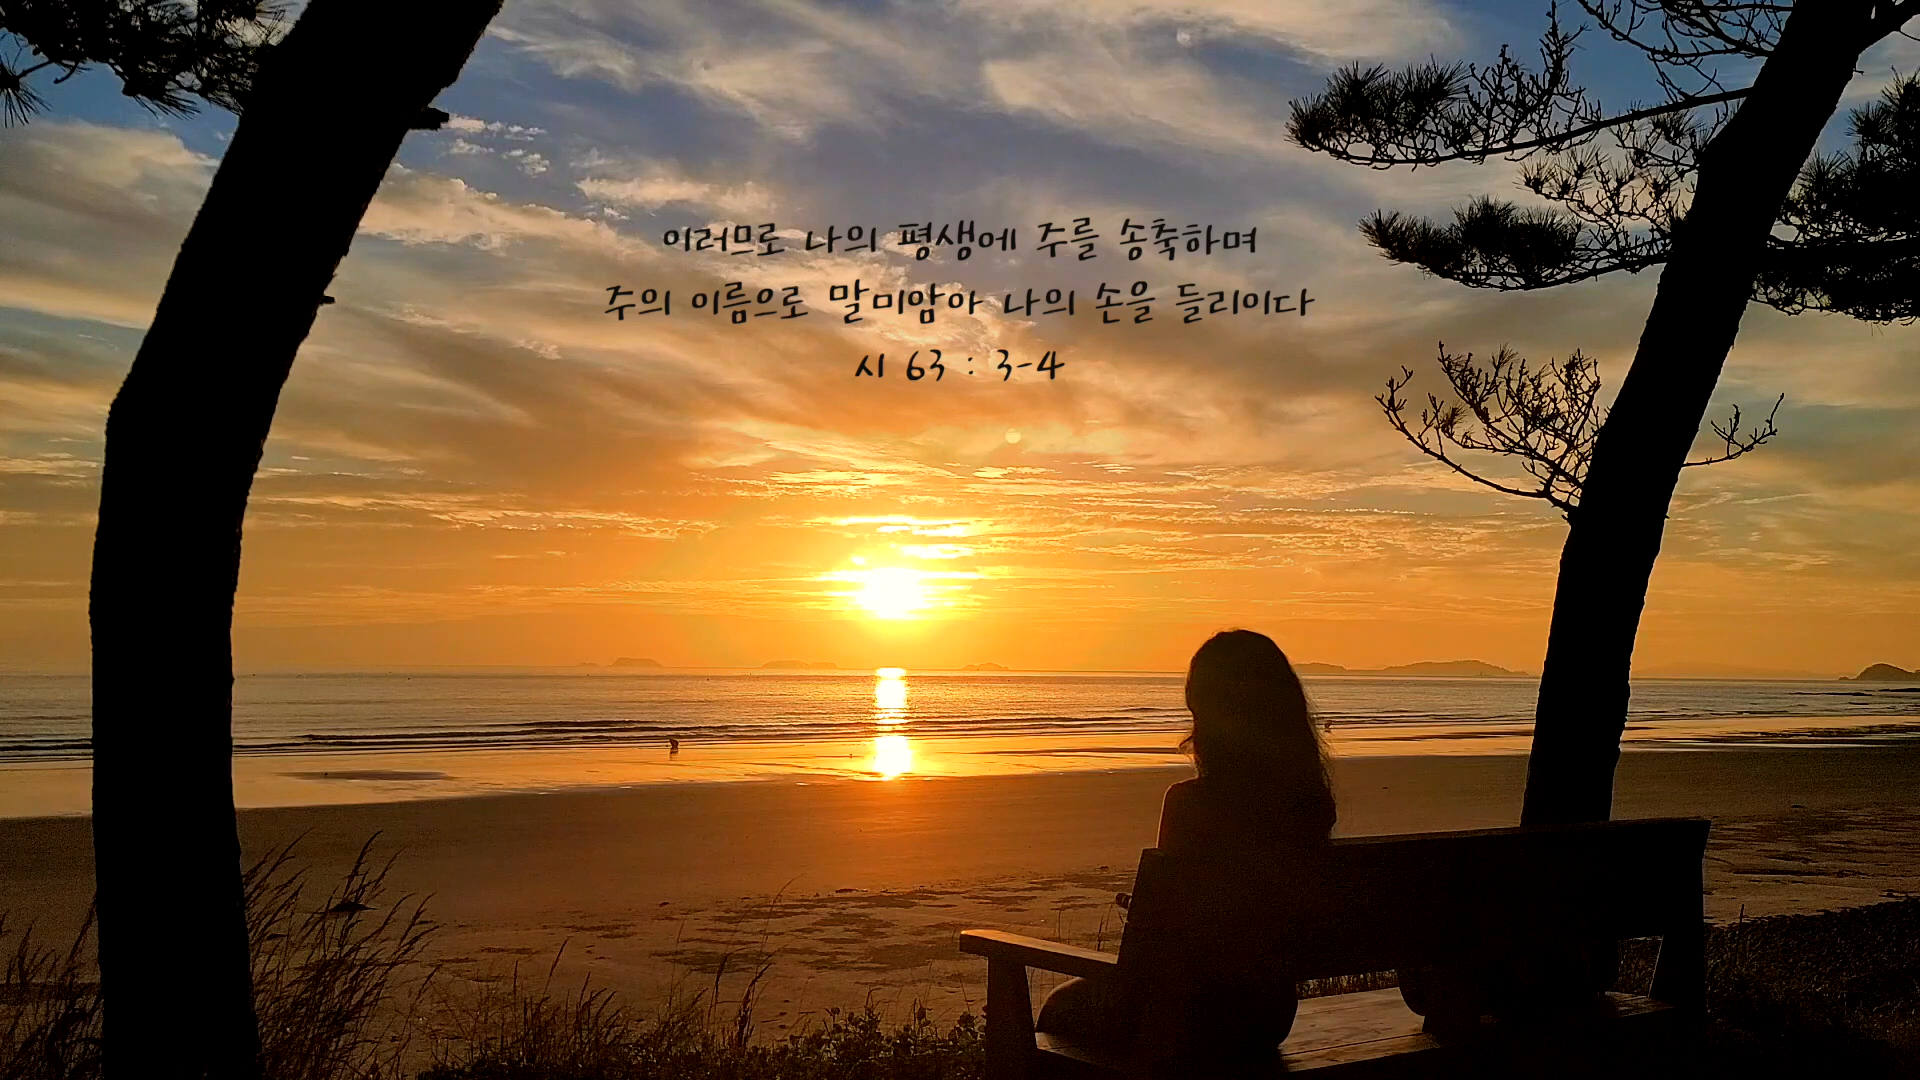 이러므로 나의 평생에 주를 송축하며
주의 이름으로 말미암아 나의 손을 들리이다
시 63 : 3-4